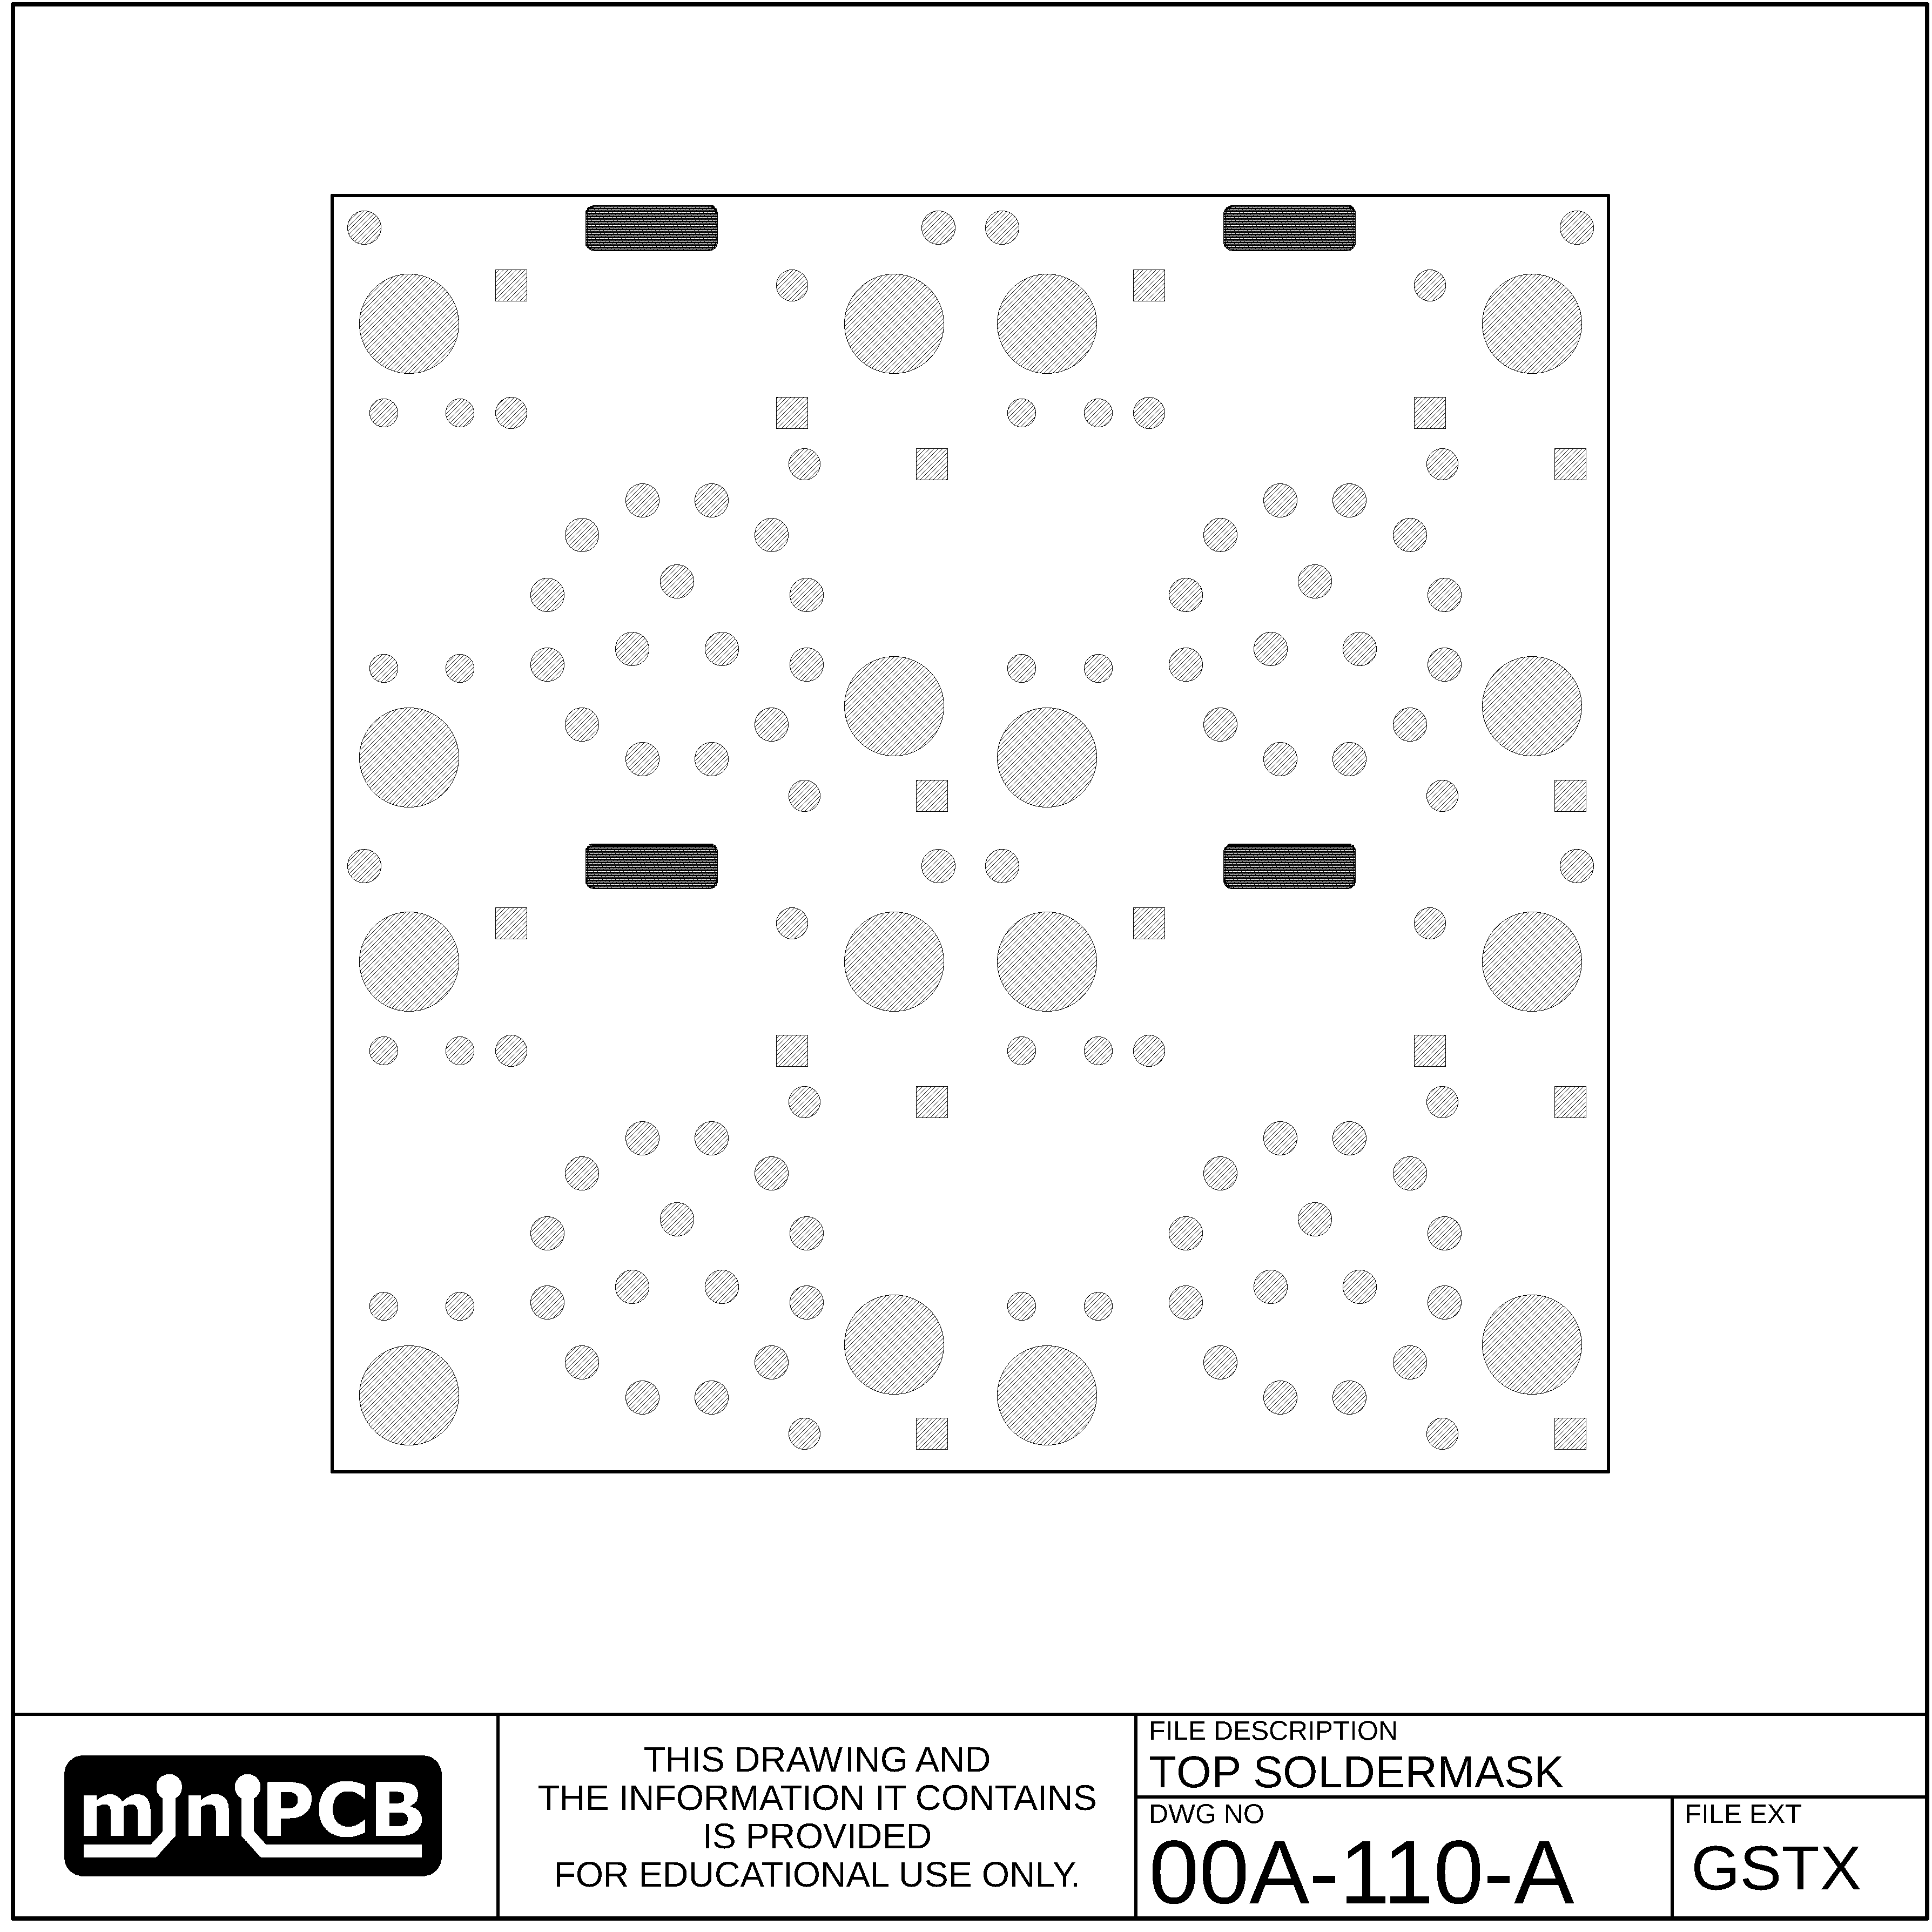 miniPCB
THIS DRAWING AND
THE INFORMATION IT CONTAINS
IS PROVIDED
FOR EDUCATIONAL USE ONLY.
FILE DESCRIPTION
TOP SOLDERMASK
DWG NO
00A-110-A
FILE EXT
GSTX